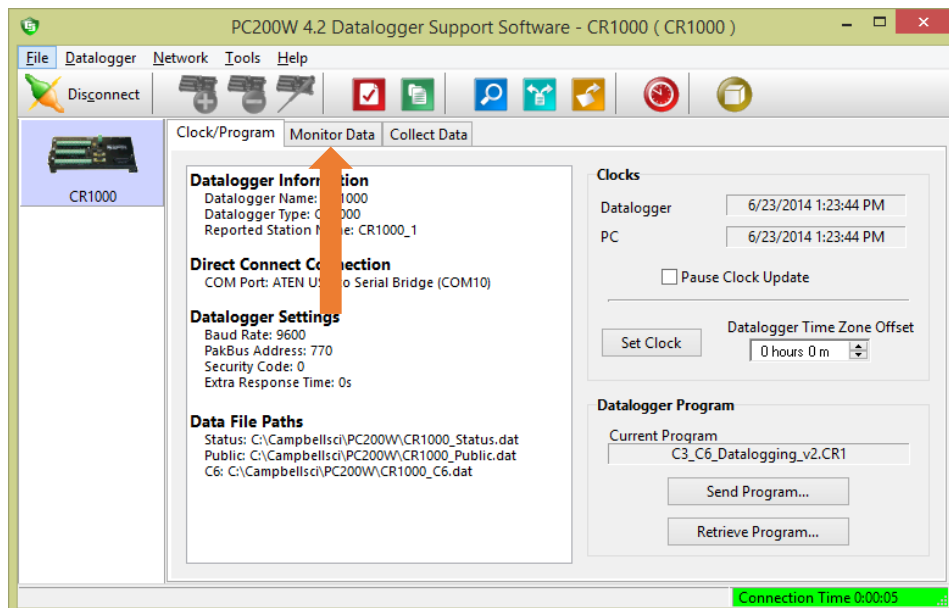 PC200W 4.2 Datalogger Support Software - CR1000 ( CR1000 )
File Datalogger Network Tools Help
Disconnect
CR1000
Clock/Program Monitor Data Collect Data
Datalogger Information
Datalogger Name: CR1000
Datalogger Type: CR1000
Reported Station Name: CR1000_1
Direct Connect Connection
COM Port: ATEN USB to Serial Bridge (COM10)
Datalogger Settings
Baud Rate: 9600
PakBus Address: 770
Security Code: 0
Extra Response Time: 0s
Data File Paths
Status: C:\Campbellsci\PC200W\CR1000_Status.dat
Public: C:\Campbellsci\PC200W\CR1000_Public.dat
C6: C:\Campbellsci\PC200W\CR1000_C6.dat
Clocks
Datalogger 6/23/2014 1:23:44 PM
PC 6/23/2014 1:23:44 PM
Pause Clock Update
Set Clock
Datalogger Time Zone Offset
0 hours 0 m
Datalogger Program
Current Program
C3_C6_Datalogging_v2.CR1
Send Program...
Retrieve Program...
Connection Time 0:00:05